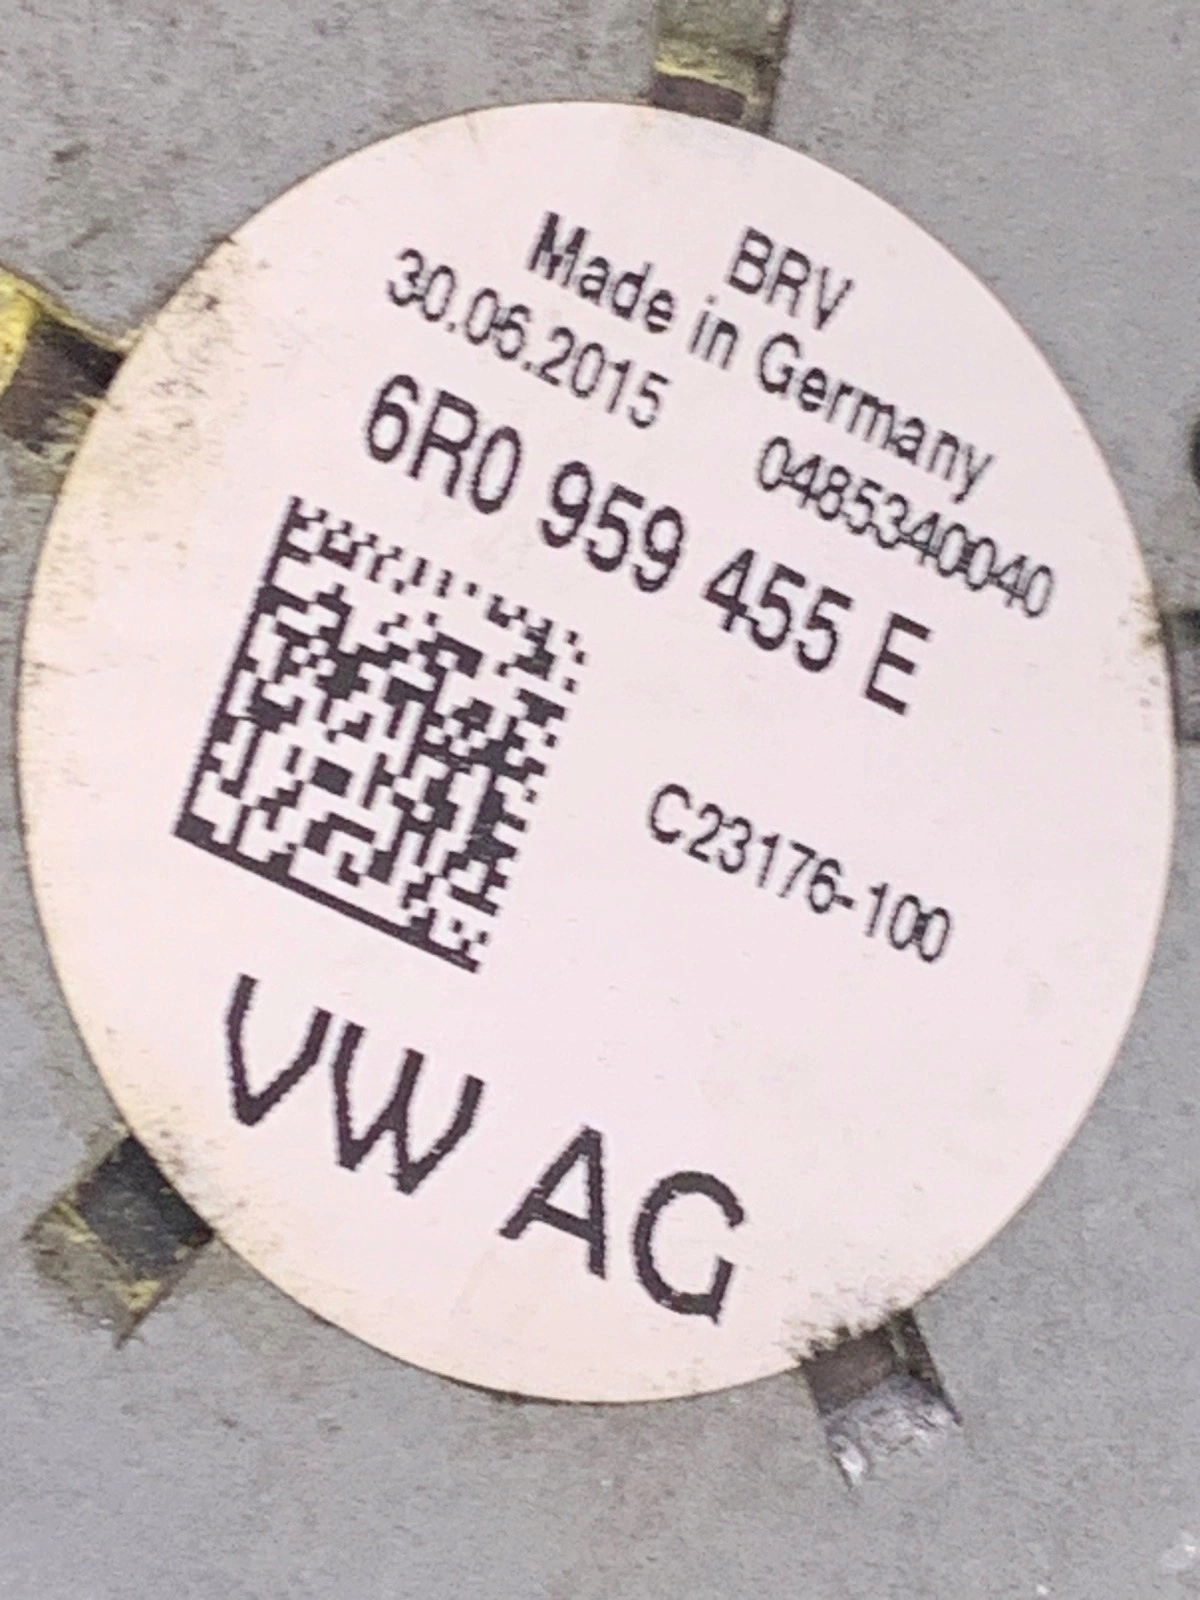 BRV
Made in Germany
30.06.2015 0485340040
6R0 959 455 E
C23176-100
VW AG